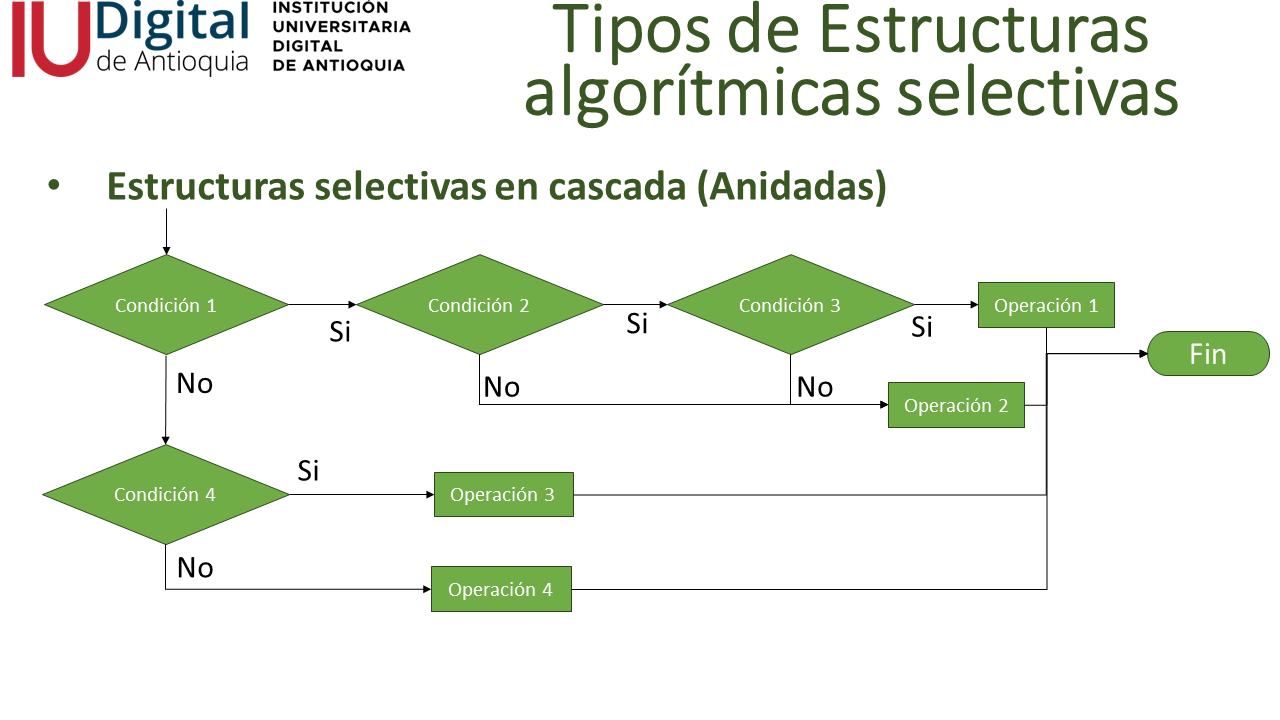 IU Digital
de Antioquia
INSTITUCIÓN
UNIVERSITARIA
DIGITAL
DE ANTIOQUIA
Tipos de Estructuras
algorítmicas selectivas
• Estructuras selectivas en cascada (Anidadas)
Condición 1
Si
Condición 2
Si
Condición 3
Si
Operación 1
Fin
No
No
No
Operación 2
Condición 4
Si
Operación 3
No
Operación 4